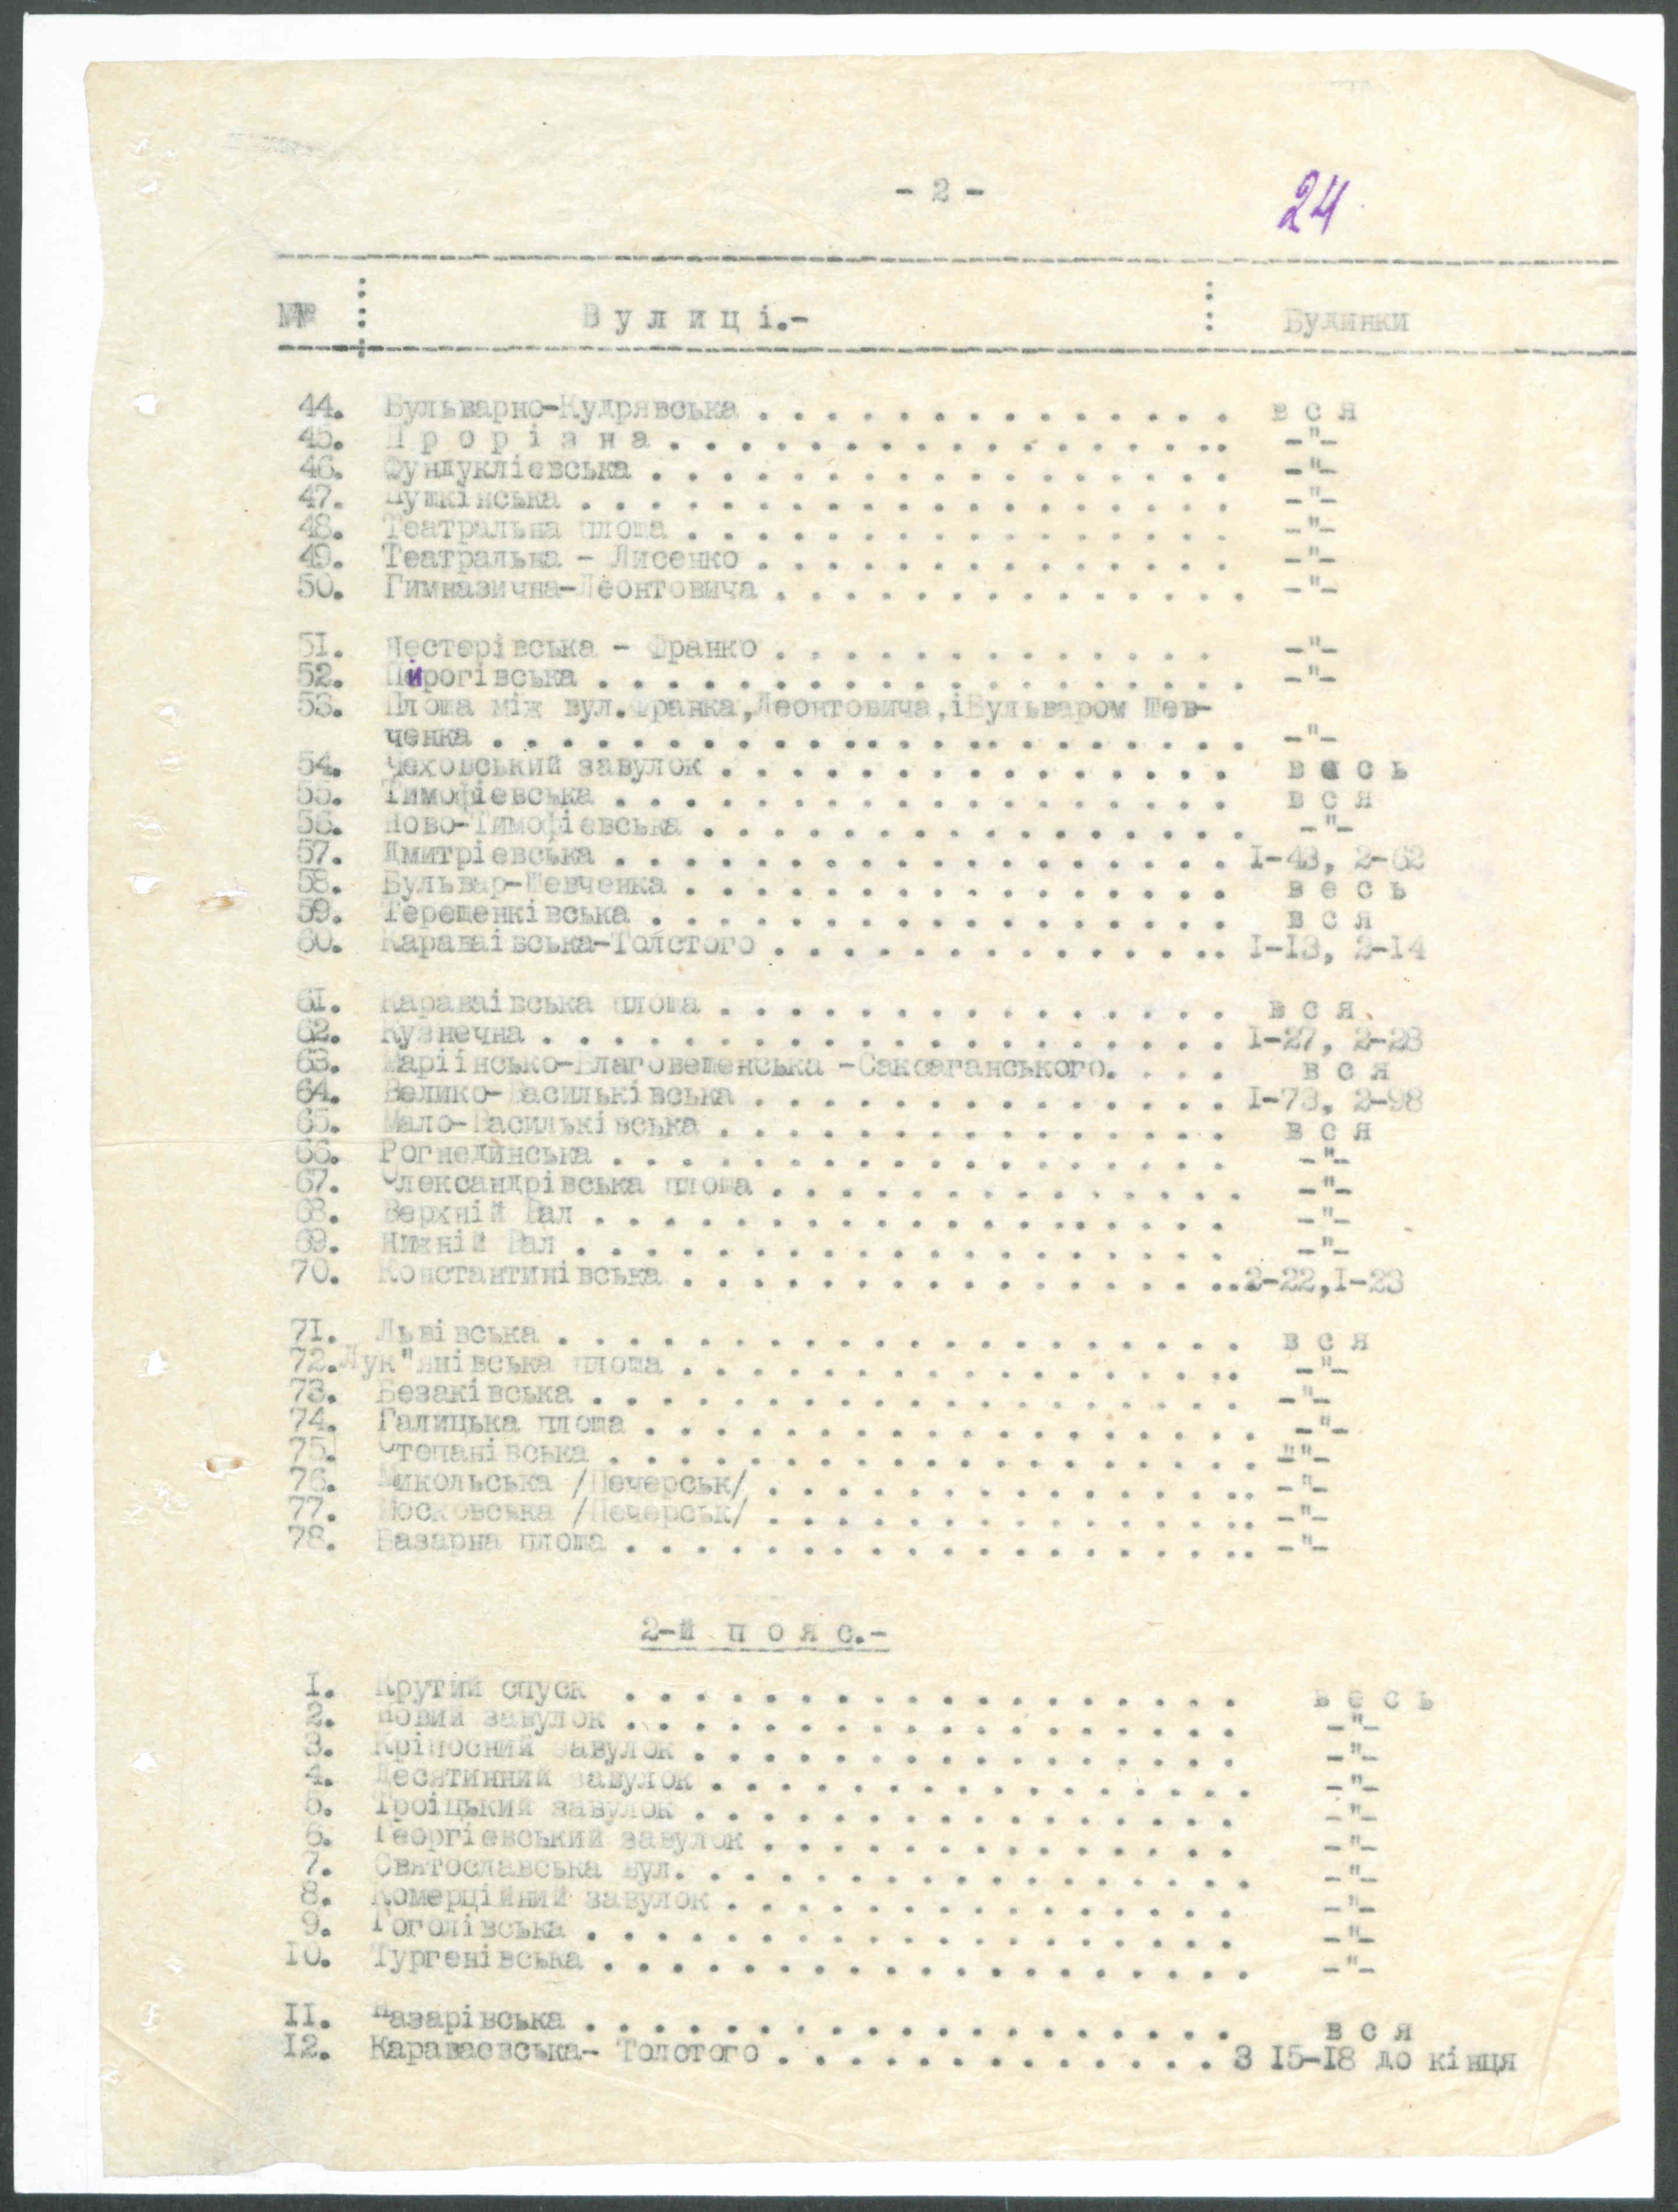 - 2 -
24
№№ : Вулиці.- : Будинки
44. Бульварно-Кудрявська . . . . . . . . . . . . . . вся
45. Прорізна . . . . . . . . . . . . . . . . -"-
46. Фундуклієвська . . . . . . . . . . . . . . . . . -"-
47. Пушкінська . . . . . . . . . . . . . . . . . . . -"-
48. Театральна площа . . . . . . . . . . . . . . . . -"-
49. Театральна - Лисенко . . . . . . . . . . . . . . -"-
50. Гимназична-Леонтовича . . . . . . . . . . . . . . -"-
51. Нестерівська - Франко . . . . . . . . . . . . . -"-
52. Пирогівська . . . . . . . . . . . . . . . . . . . -"-
53. Площа між вул.Франка,Леонтовича,іБульваром Шев-
ченка . . . . . . . . . . . . . . . . . . . . . . -"-
54. Чеховський завулок . . . . . . . . . . . . . . . весь
55. Тимофіевська . . . . . . . . . . . . . . . . . . вся
56. Ново-Тимофіевська . . . . . . . . . . . . . . . . -"-
57. Дмитріевська . . . . . . . . . . . . . . . . . . I-43, 2-62
58. Бульвар-Шевченка . . . . . . . . . . . . . . . . весь
59. Терещенківська . . . . . . . . . . . . . . . . . вся
60. Караваівська-Толстого . . . . . . . . . . . . . .. I-13, 2-14
61. Караваівська площа . . . . . . . . . . . . . . . вся.
62. Кузнечна . . . . . . . . . . . . . . . . . . . . I-27, 2-28
63. Маріінсько-Благовещенська -Саксаганського. . . . вся
64. Велико-Васильківська . . . . . . . . . . . . . . I-73, 2-98
65. Мало-Васильківська . . . . . . . . . . . . . . . вся
66. Рогнединська . . . . . . . . . . . . . . . . . . -"-
67. Олександрівська площа . . . . . . . . . . . . . . -"-
68. Верхній Вал . . . . . . . . . . . . . . . . . . . -"-
69. Нижній Вал . . . . . . . . . . . . . . . . . . . -"-
70. Константинівська . . . . . . . . . . . . . . . ..2-22,I-23
71. Львівська . . . . . . . . . . . . . . . . . . . . вся
72.Лук"янівська площа . . . . . . . . . . . . . . . .. -"-
73. Безаківська . . . . . . . . . . . . . . . . . . . -"-
74. Галицька площа . . . . . . . . . . . . . . . . . . -"-
75. Степанівська . . . . . . . . . . . . . . . . . . . ""-
76. Микольська /Печерськ/ . . . . . . . . . . . . . .. -"-
77. Московська /Печерськ/ . . . . . . . . . . . . . .. -"-
78. Базарна площа . . . . . . . . . . . . . . . . . .. -"-
2-й пояс.-
I. Крутий спуск . . . . . . . . . . . . . . . . . . весь
2. Новий завулок . . . . . . . . . . . . . . . . . . -"-
3. Кріпосний завулок . . . . . . . . . . . . . . . . -"-
4. Десятинний завулок . . . . . . . . . . . . . . . . -"-
5. Троіцький завулок . . . . . . . . . . . . . . . . -"-
6. Георгіевський завулок . . . . . . . . . . . . . . -"-
7. Святославська вул. . . . . . . . . . . . . . . . . -"-
8. Комерційний завулок . . . . . . . . . . . . . . . -"-
9. Гоголівська . . . . . . . . . . . . . . . . . . . -"-
10. Тургенівська . . . . . . . . . . . . . . . . . . . -"-
II. Назарівська . . . . . . . . . . . . . . . . . . . вся
I2. Караваєвська- Толстого . . . . . . . . . . . . . З I5-I8 до кінця